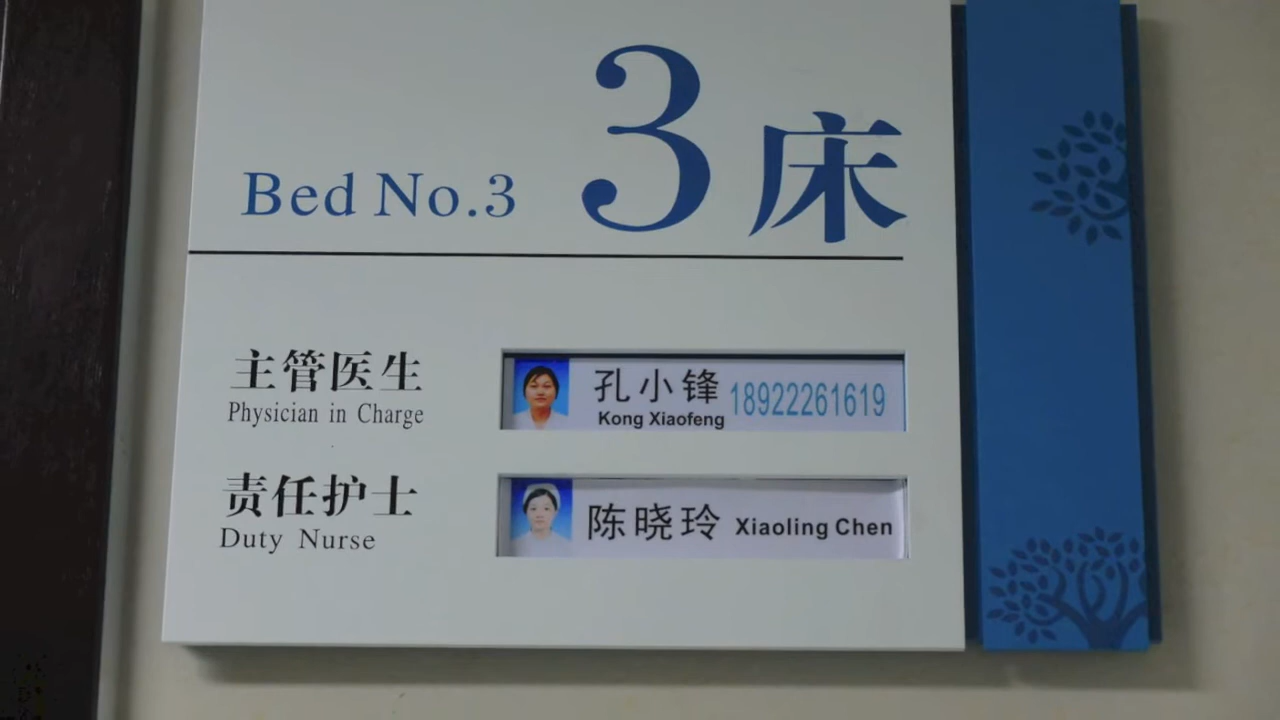 3床
Bed No.3
主管医生
Physician in Charge
孔小锋
Kong Xiaofeng
18922261619
责任护士
Duty Nurse
陈晓玲 Xiaoling Chen